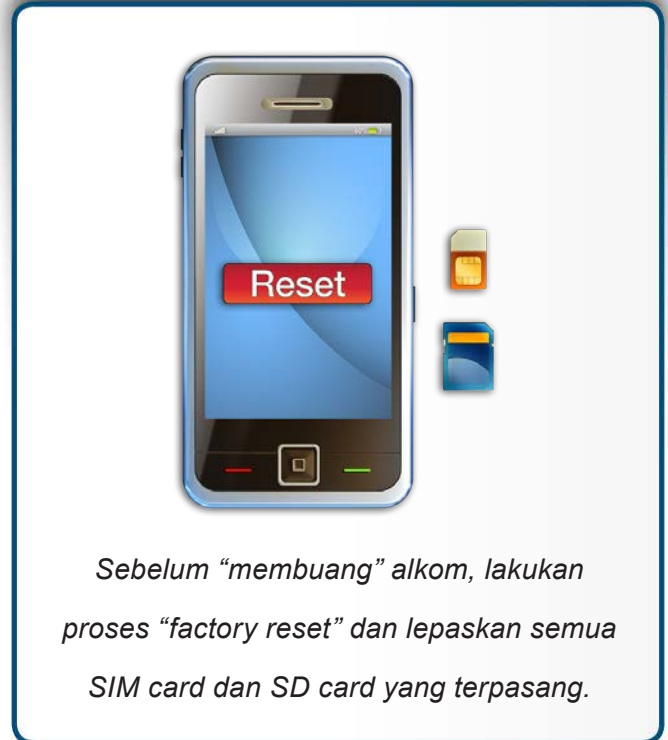 Reset
Sebelum “membuang” alkom, lakukan
proses “factory reset” dan lepaskan semua
SIM card dan SD card yang terpasang.